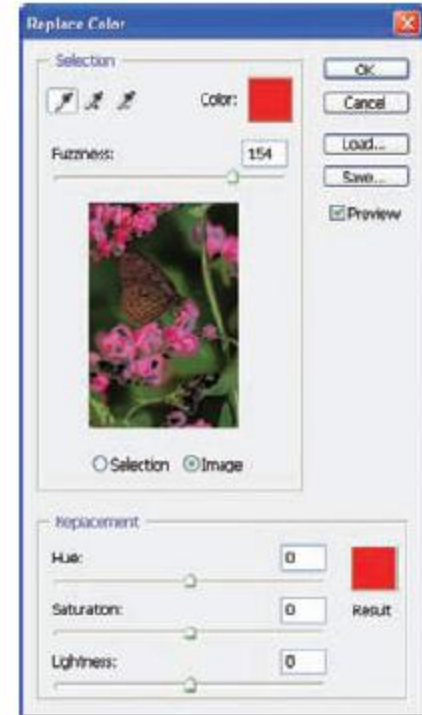 Replace Color
Selection
Color:
Fuzziness:
154
Selection
Image
OK
Cancel
Load...
Save...
Preview
Replacement
Hue:
0
Saturation:
0
Lightness:
0
Result